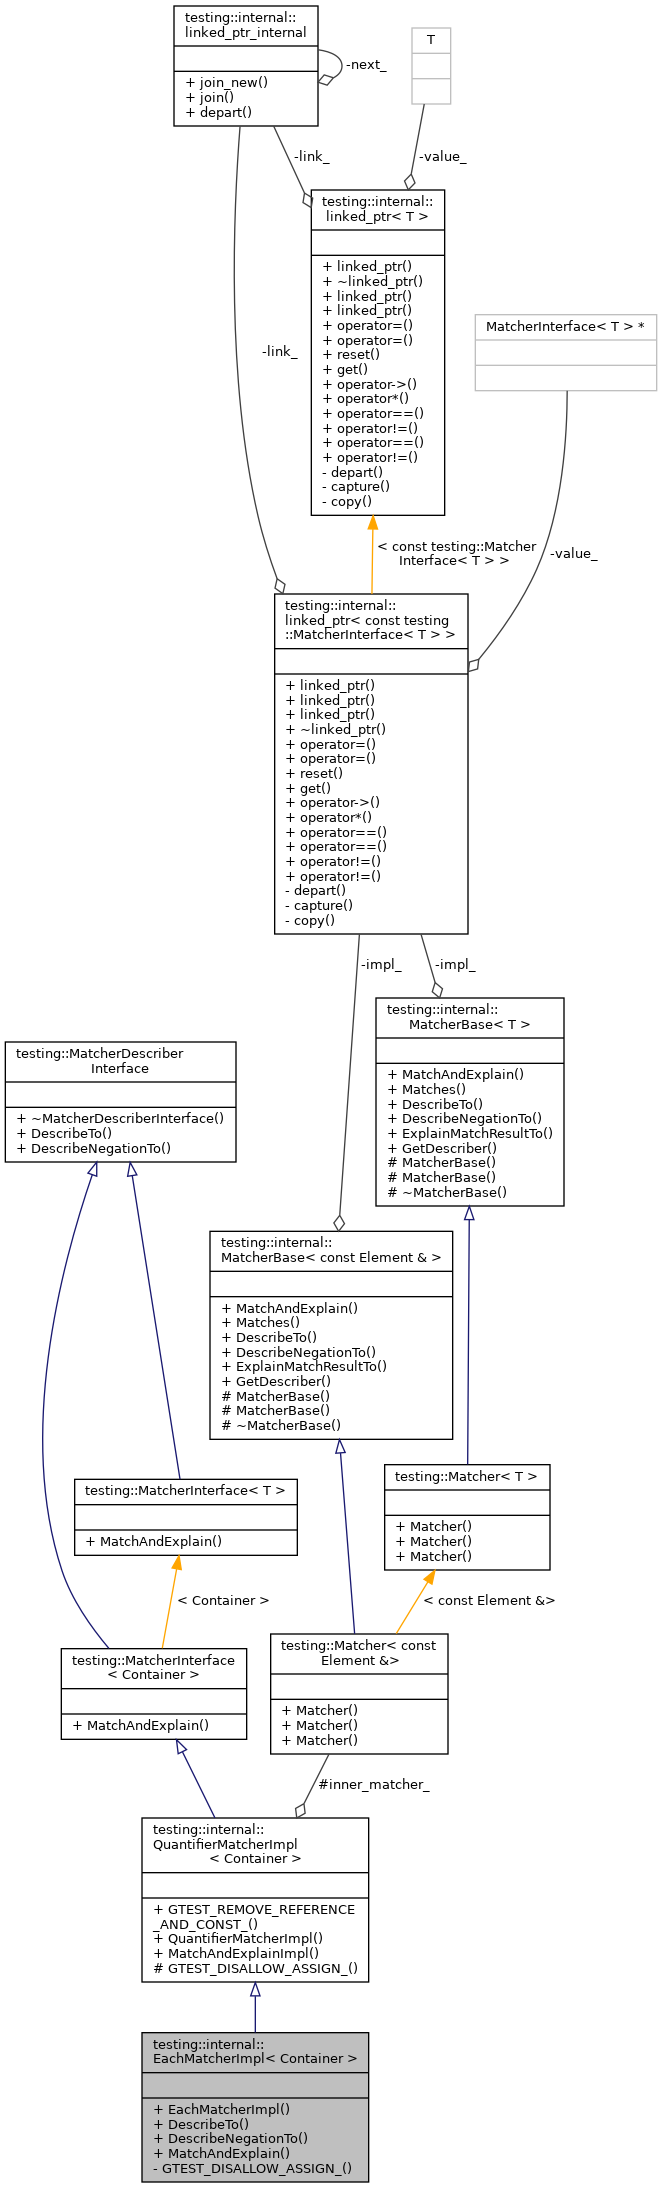 testing::internal::
linked_ptr_internal
+ join_new()
+ join()
+ depart()
-next_
T
-link_
-value_
testing::internal::
linked_ptr< T >
+ linked_ptr()
+ ~linked_ptr()
+ linked_ptr()
+ linked_ptr()
+ operator=()
+ operator=()
+ reset()
+ get()
+ operator->()
+ operator*()
+ operator==()
+ operator!=()
+ operator==()
+ operator!=()
- depart()
- capture()
- copy()
MatcherInterface< T > *
-link_
< const testing::Matcher
Interface< T > >
-value_
testing::internal::
linked_ptr< const testing
::MatcherInterface< T > >
+ linked_ptr()
+ linked_ptr()
+ linked_ptr()
+ ~linked_ptr()
+ operator=()
+ operator=()
+ reset()
+ get()
+ operator->()
+ operator*()
+ operator==()
+ operator==()
+ operator!=()
+ operator!=()
- depart()
- capture()
- copy()
-impl_
-impl_
testing::internal::
MatcherBase< T >
+ MatchAndExplain()
+ Matches()
+ DescribeTo()
+ DescribeNegationTo()
+ ExplainMatchResultTo()
+ GetDescriber()
# MatcherBase()
# MatcherBase()
# ~MatcherBase()
testing::MatcherDescriber
Interface
+ ~MatcherDescriberInterface()
+ DescribeTo()
+ DescribeNegationTo()
testing::internal::
MatcherBase< const Element & >
+ MatchAndExplain()
+ Matches()
+ DescribeTo()
+ DescribeNegationTo()
+ ExplainMatchResultTo()
+ GetDescriber()
# MatcherBase()
# MatcherBase()
# ~MatcherBase()
testing::MatcherInterface< T >
+ MatchAndExplain()
testing::Matcher< T >
+ Matcher()
+ Matcher()
+ Matcher()
< Container >
< const Element &>
testing::MatcherInterface
< Container >
+ MatchAndExplain()
testing::Matcher< const
Element &>
+ Matcher()
+ Matcher()
+ Matcher()
#inner_matcher_
testing::internal::
QuantifierMatcherImpl
< Container >
+ GTEST_REMOVE_REFERENCE
_AND_CONST_()
+ QuantifierMatcherImpl()
+ MatchAndExplainImpl()
# GTEST_DISALLOW_ASSIGN_()
testing::internal::
EachMatcherImpl< Container >
+ EachMatcherImpl()
+ DescribeTo()
+ DescribeNegationTo()
+ MatchAndExplain()
- GTEST_DISALLOW_ASSIGN_()